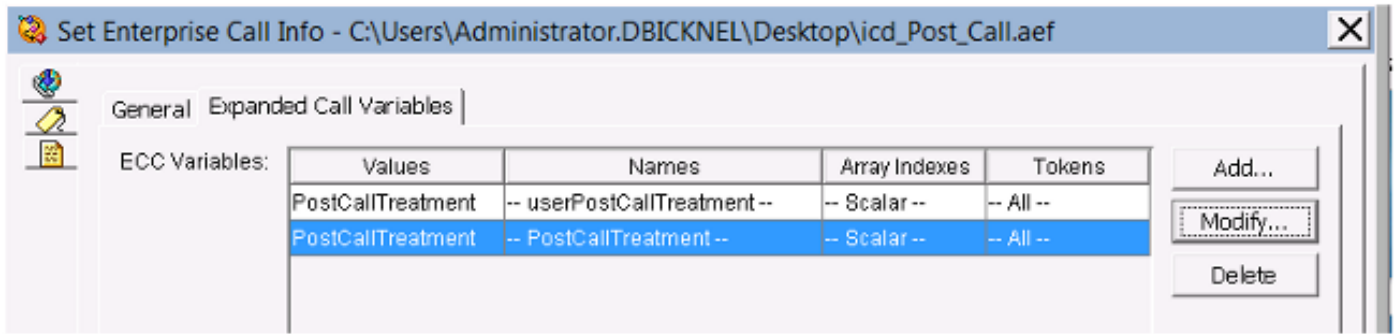 Set Enterprise Call Info - C:\Users\Administrator.DBICKNEL\Desktop\icd_Post_Call.aef
General Expanded Call Variables
ECC Variables: Values Names Array Indexes Tokens Add...
PostCallTreatment -- userPostCallTreatment -- -- Scalar -- -- All --
Modify...
PostCallTreatment -- PostCallTreatment -- -- Scalar -- -- All --
Delete